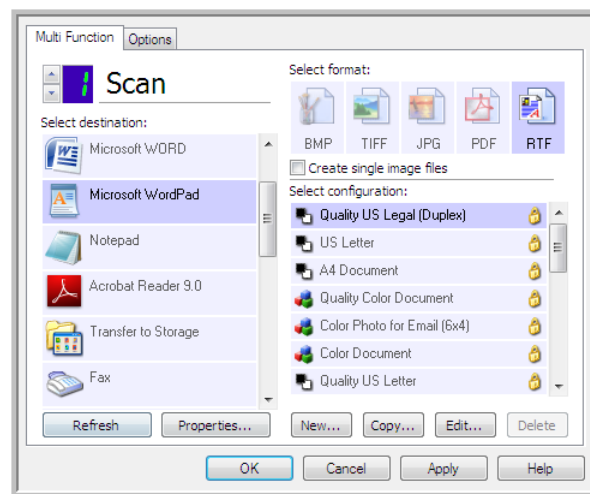 Multi Function
Options
1 Scan
Select destination:
Microsoft WORD
Microsoft WordPad
Notepad
Acrobat Reader 9.0
Transfer to Storage
Fax
Refresh
Properties...
Select format:
BMP TIFF JPG PDF RTF
Create single image files
Select configuration:
Quality US Legal (Duplex)
US Letter
A4 Document
Quality Color Document
Color Photo for Email (6x4)
Color Document
Quality US Letter
New... Copy... Edit... Delete
OK Cancel Apply Help